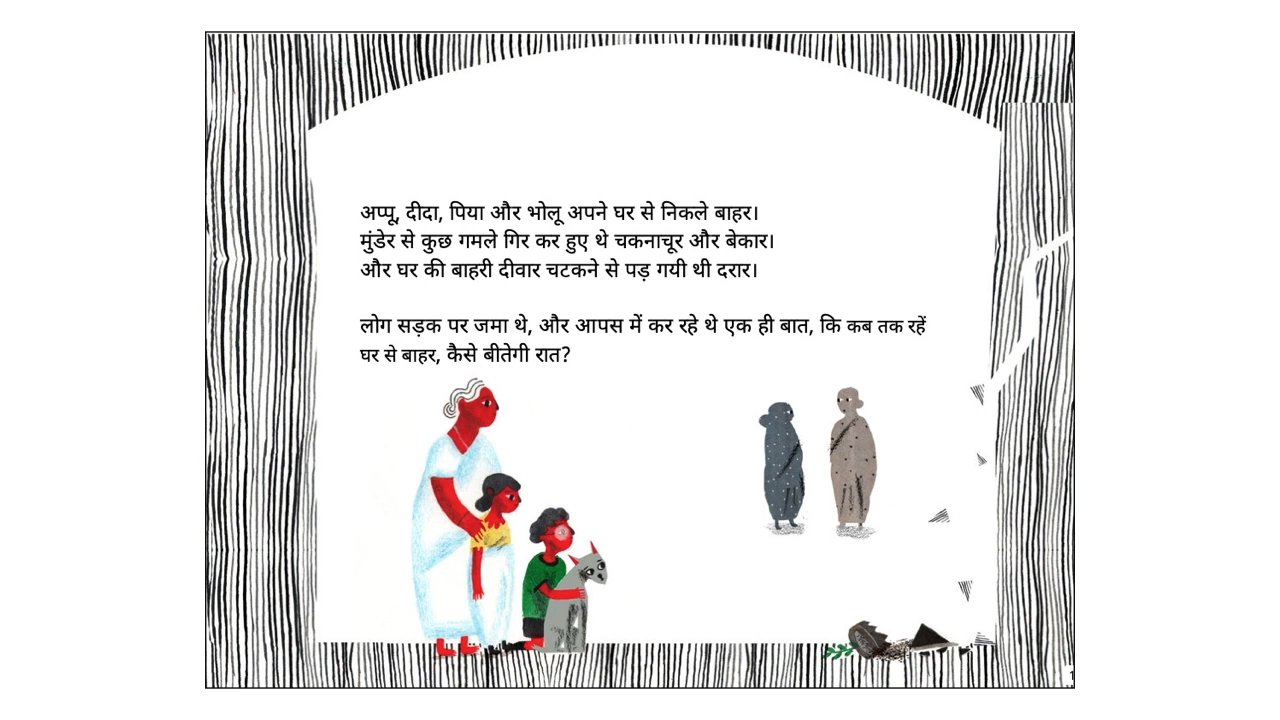 अप्पू, दीदा, पिया और भोलू अपने घर से निकले बाहर।
मुंडेर से कुछ गमले गिर कर हुए थे चकनाचूर और बेकार।
और घर की बाहरी दीवार चटकने से पड़ गयी थी दरार।
लोग सड़क पर जमा थे, और आपस में कर रहे थे एक ही बात, कि कब तक रहें
घर से बाहर, कैसे बीतेगी रात?